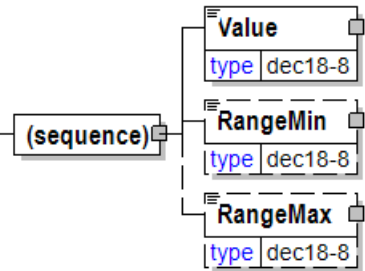 Value
type dec18-8
(sequence)
RangeMin
type dec18-8
RangeMax
type dec18-8